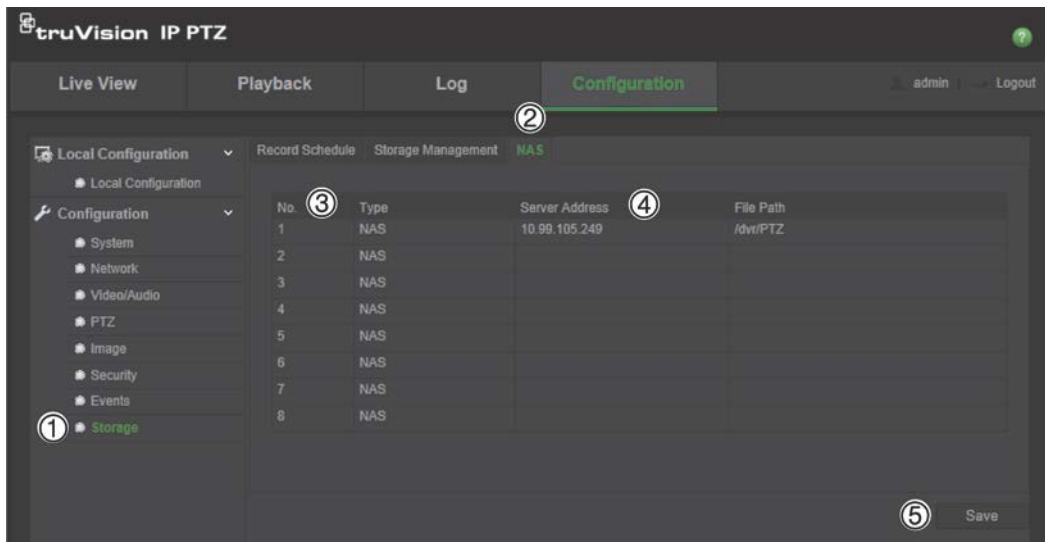 truVision IP PTZ
?
Live View Playback Log Configuration admin | Logout
②
Local Configuration
Local Configuration
Configuration
System
Network
Video/Audio
PTZ
Image
Security
Events
① Storage
Record Schedule Storage Management NAS
No. ③ Type Server Address ④ File Path
1 NAS 10.99.105.249 /dvr/PTZ
2 NAS
3 NAS
4 NAS
5 NAS
6 NAS
7 NAS
8 NAS
⑤ Save